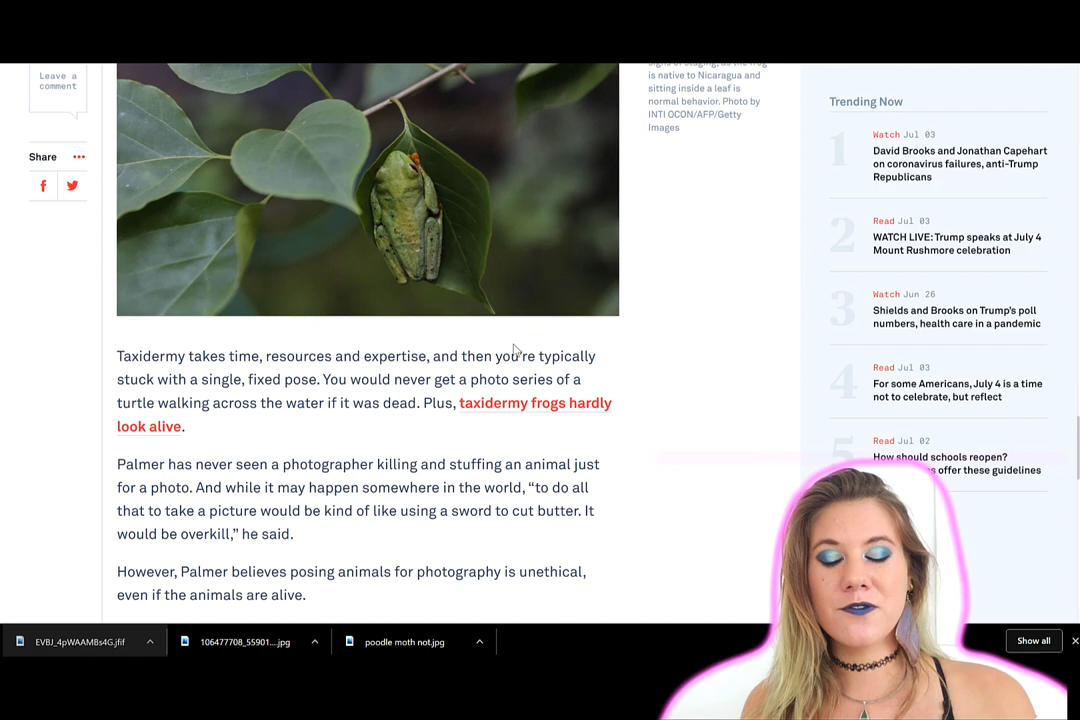 Leave a
comment
Share
is native to Nicaragua and
sitting inside a leaf is
normal behavior. Photo by
INTI OCON/AFP/Getty
Images
Taxidermy takes time, resources and expertise, and then you're typically
stuck with a single, fixed pose. You would never get a photo series of a
turtle walking across the water if it was dead. Plus, taxidermy frogs hardly
look alive.
Palmer has never seen a photographer killing and stuffing an animal just
for a photo. And while it may happen somewhere in the world, “to do all
that to take a picture would be kind of like using a sword to cut butter. It
would be overkill,” he said.
However, Palmer believes posing animals for photography is unethical,
even if the animals are alive.
Trending Now
1
Watch Jul 03
David Brooks and Jonathan Capehart
on coronavirus failures, anti-Trump
Republicans
2
Read Jul 03
WATCH LIVE: Trump speaks at July 4
Mount Rushmore celebration
3
Watch Jun 26
Shields and Brooks on Trump's poll
numbers, health care in a pandemic
4
Read Jul 03
For some Americans, July 4 is a time
not to celebrate, but reflect
5
Read Jul 02
How should schools reopen?
offer these guidelines
EVBJ_4pWAAMBs4G.jfif
106477708_55901....jpg
poodle moth not.jpg
Show all